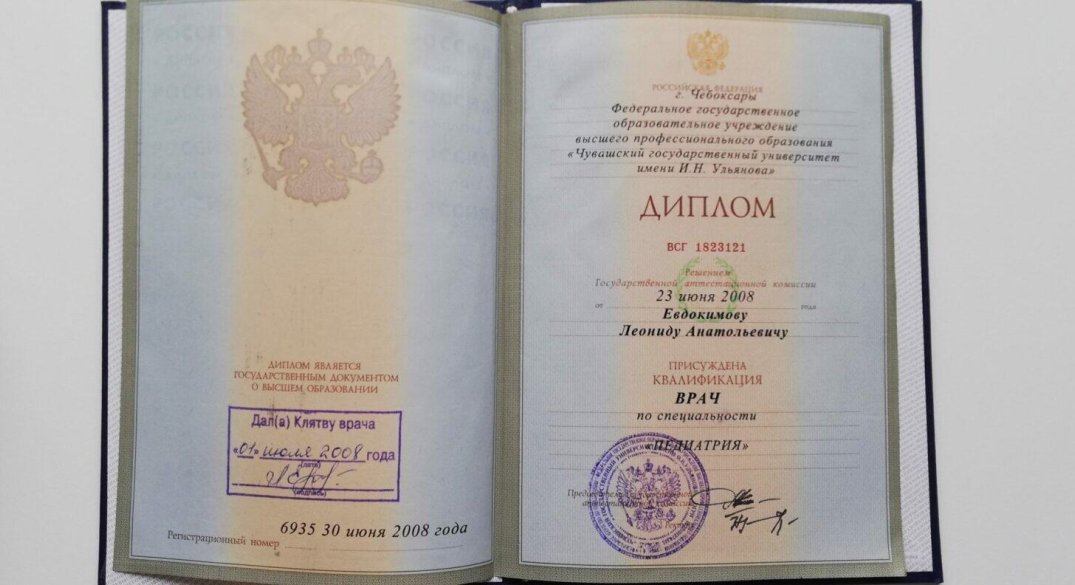 ДИПЛОМ ЯВЛЯЕТСЯ
ГОСУДАРСТВЕННЫМ ДОКУМЕНТОМ
О ВЫСШЕМ ОБРАЗОВАНИИ
Дал(а) Клятву врача
«01» июля 2008 года
(дата)
(подпись)
6935 30 июня 2008 года
Регистрационный номер
РОССИЙСКАЯ ФЕДЕРАЦИЯ
г. Чебоксары
Федеральное государственное
образовательное учреждение
высшего профессионального образования
«Чувашский государственный университет
имени И.Н. Ульянова»
ДИПЛОМ
ВСГ 1823121
Решением
Государственной аттестационной комиссии
от 23 июня 2008 года
Евдокимову
Леониду Анатольевичу
ПРИСУЖДЕНА
КВАЛИФИКАЦИЯ
ВРАЧ
по специальности
«ПЕДИАТРИЯ»